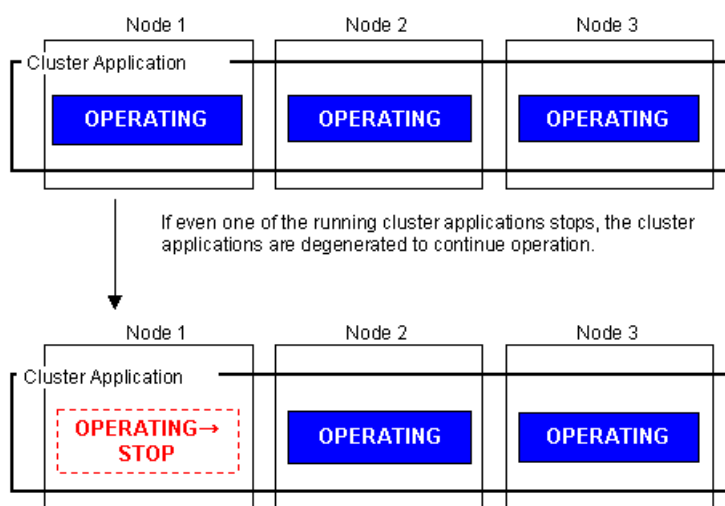 Node 1 Node 2 Node 3
Cluster Application
OPERATING OPERATING OPERATING
If even one of the running cluster applications stops, the cluster
applications are degenerated to continue operation.
Node 1 Node 2 Node 3
Cluster Application
OPERATING→
STOP
OPERATING OPERATING